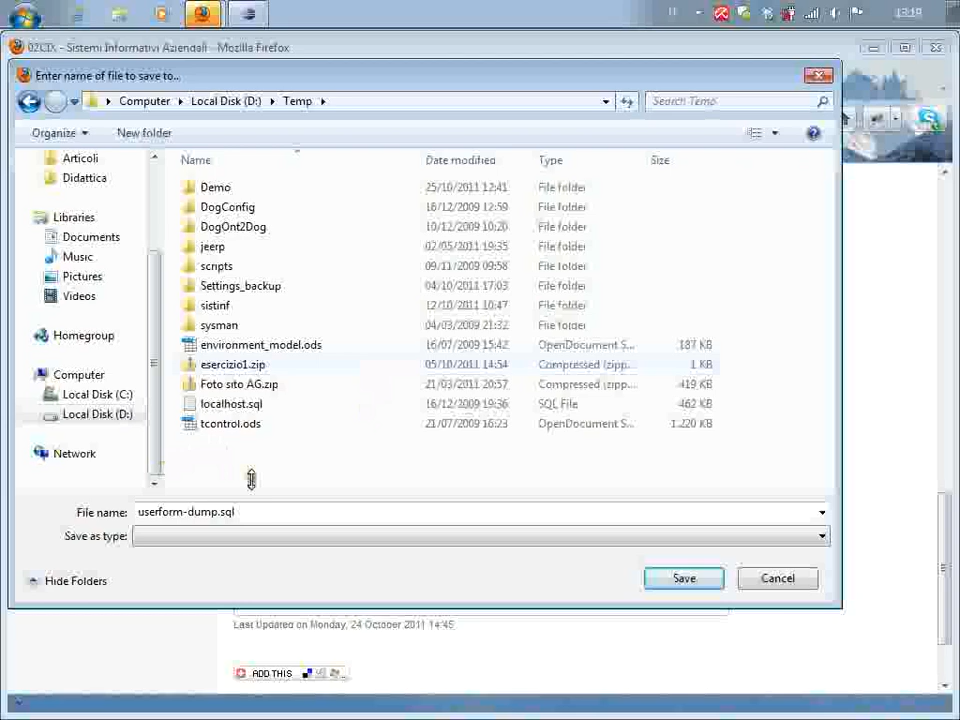 13:19
02CIX - Sistemi Informativi Aziendali - Mozilla Firefox
Enter name of file to save to...
Computer Local Disk (D:) Temp
Search Temp
Organize New folder
Name Date modified Type Size
Articoli
Didattica
Libraries
Documents
Music
Pictures
Videos
Homegroup
Computer
Local Disk (C:)
Local Disk (D:)
Network
Demo 25/10/2011 12:41 File folder
DogConfig 16/12/2009 12:59 File folder
DogOnt2Dog 10/12/2009 10:20 File folder
jeerp 02/05/2011 19:35 File folder
scripts 09/11/2009 09:58 File folder
Settings_backup 04/10/2011 17:03 File folder
sistinf 12/10/2011 10:47 File folder
sysman 04/03/2009 21:32 File folder
environment_model.ods 16/07/2009 15:42 OpenDocument S... 187 KB
esercizio1.zip 05/10/2011 14:54 Compressed (zipp... 1 KB
Foto sito AG.zip 21/03/2011 20:57 Compressed (zipp... 419 KB
localhost.sql 16/12/2009 19:36 SQL File 462 KB
tcontrol.ods 21/07/2009 16:23 OpenDocument S... 1.220 KB
File name: userform-dump.sql
Save as type:
Hide Folders Save Cancel
Last Updated on Monday, 24 October 2011 14:45
ADD THIS